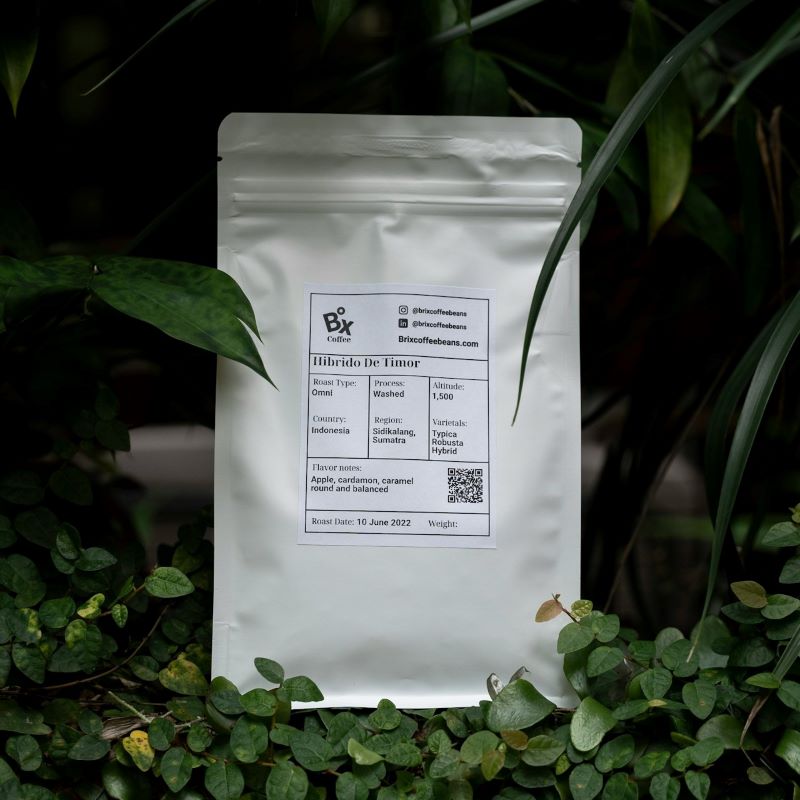 Bx
Coffee
@brixcoffeebeans
@brixcoffeebeans
Brixcoffeebeans.com
Hibrido De Timor
Roast Type:
Omni
Process:
Washed
Altitude:
1,500
Country:
Indonesia
Region:
Sidikalang,
Sumatra
Varietals:
Typica
Robusta
Hybrid
Flavor notes:
Apple, cardamon, caramel
round and balanced
Roast Date: 10 June 2022
Weight: